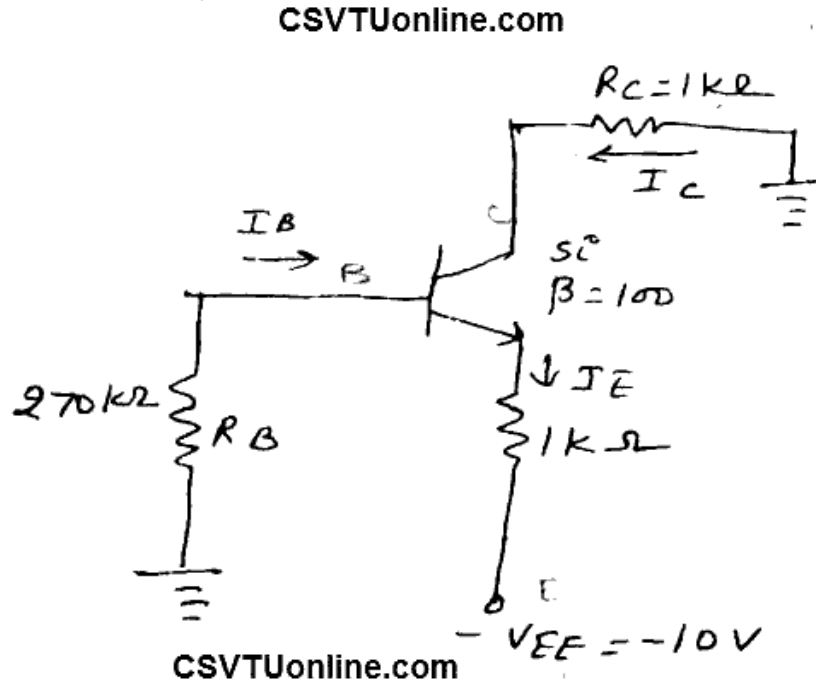 CSVTUonline.com
RC=1kΩ
IC
C
IB
B
Si
β=100
270kΩ
RB
↓ IE
1kΩ
E
- VEE = -10V
CSVTUonline.com